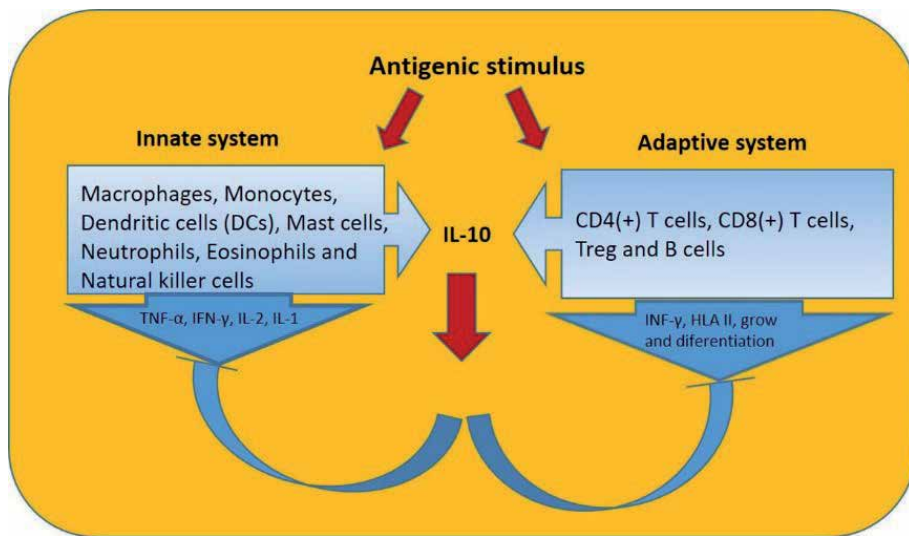 Antigenic stimulus
Innate system
Macrophages, Monocytes,
Dendritic cells (DCs), Mast cells,
Neutrophils, Eosinophils and
Natural killer cells
TNF-α, IFN-γ, IL-2, IL-1
IL-10
Adaptive system
CD4(+) T cells, CD8(+) T cells,
Treg and B cells
INF-γ, HLA II, grow
and diferentiation